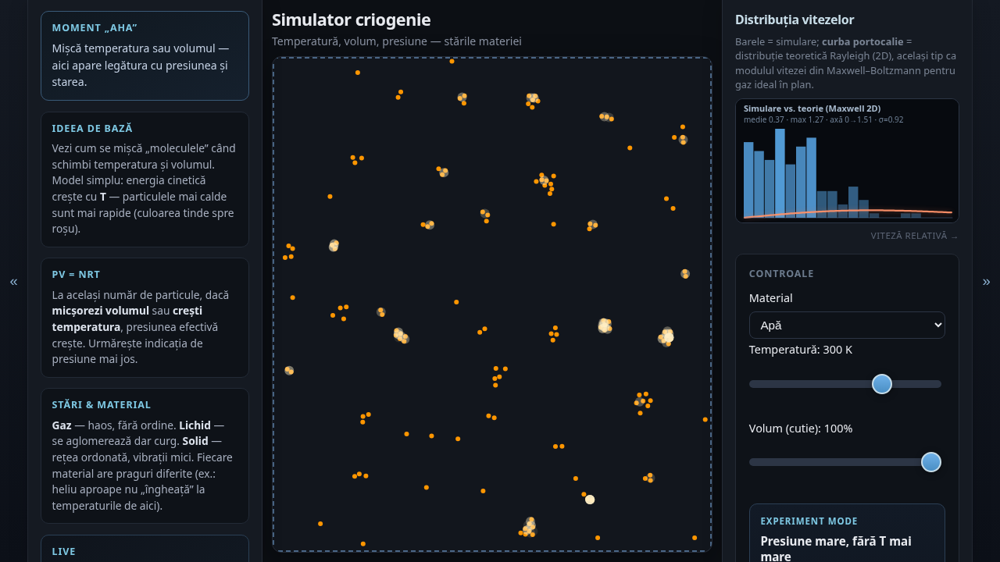 «
MOMENT „AHA”
Mișcă temperatura sau volumul —
aici apare legătura cu presiunea și
starea.
IDEEA DE BAZĂ
Vezi cum se mișcă „moleculele” când
schimbi temperatura și volumul.
Model simplu: energia cinetică
crește cu T — particulele mai calde
sunt mai rapide (culoarea tinde spre
roșu).
PV = NRT
La același număr de particule, dacă
micșorezi volumul sau crești
temperatura, presiunea efectivă
crește. Urmărește indicația de
presiune mai jos.
STĂRI & MATERIAL
Gaz — haos, fără ordine. Lichid —
se aglomerează dar curg. Solid —
rețea ordonată, vibrații mici. Fiecare
material are praguri diferite (ex.:
heliu aproape nu „îngheață” la
temperaturile de aici).
LIVE
Simulator criogenie
Temperatură, volum, presiune — stările materiei
Distribuția vitezelor
Barele = simulare; curba portocalie =
distribuție teoretică Rayleigh (2D), același tip ca
modulul vitezei din Maxwell–Boltzmann pentru
gaz ideal în plan.
Simulare vs. teorie (Maxwell 2D)
medie 0.37 · max 1.27 · axă 0→1.51 · σ=0.92
VITEZĂ RELATIVĂ →
CONTROALE
Material
Apă
Temperatură: 300 K
Volum (cutie): 100%
EXPERIMENT MODE
Presiune mare, fără T mai
mare
»